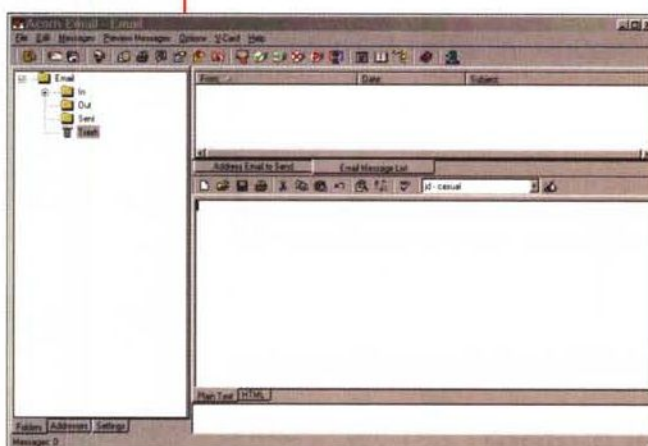 Acorn Email - Email
File Edit Messages Preview Messages Options V-Card Help
Email
In
Out
Sent
Trash
From Date Subject
Address Email to Send Email Message List
jd - casual
Plain Text HTML
Folders Addresses Settings
Messages: 0